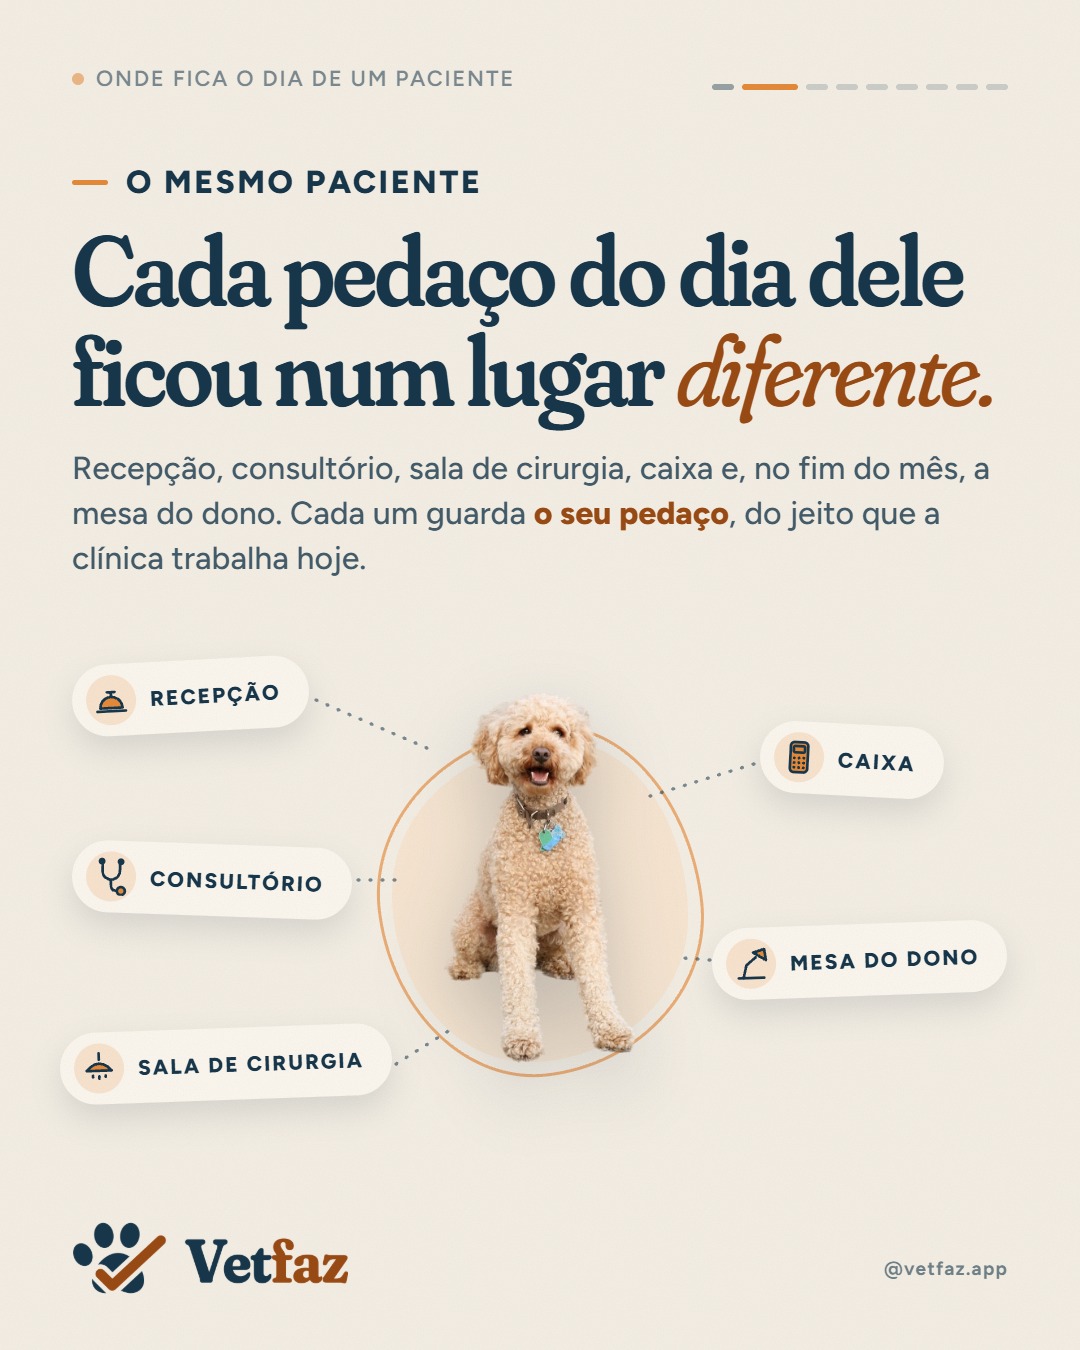 ONDE FICA O DIA DE UM PACIENTE
O MESMO PACIENTE
Cada pedaço do dia dele
ficou num lugar diferente.
Recepção, consultório, sala de cirurgia, caixa e, no fim do mês, a
mesa do dono. Cada um guarda o seu pedaço, do jeito que a
clínica trabalha hoje.
RECEPÇÃO
CAIXA
CONSULTÓRIO
MESA DO DONO
SALA DE CIRURGIA
Vetfaz
@vetfaz.app